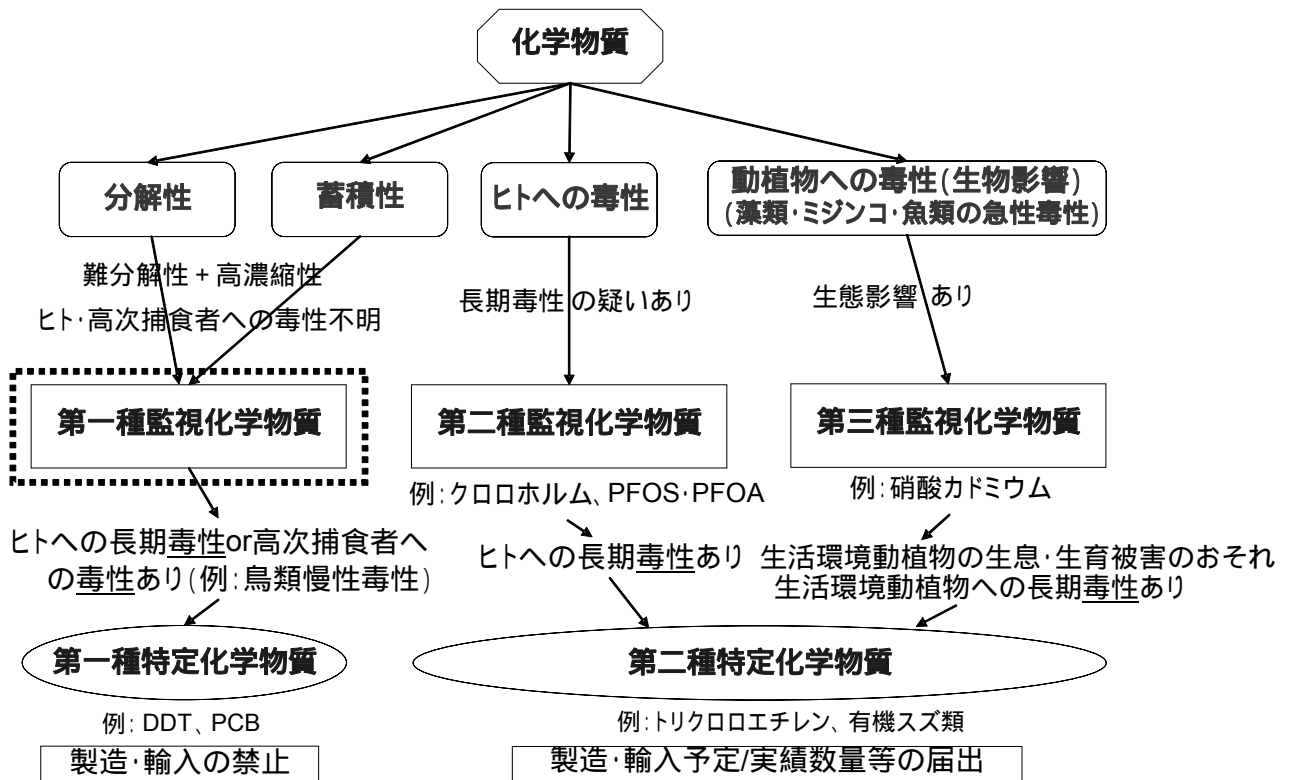 化学物質
分解性
蓄積性
ヒトへの毒性
動植物への毒性(生物影響)
(藻類・ミジンコ・魚類の急性毒性)
難分解性 + 高濃縮性
ヒト・高次捕食者への毒性不明
長期毒性 の疑いあり
生態影響 あり
第一種監視化学物質
第二種監視化学物質
第三種監視化学物質
例:クロロホルム、PFOS・PFOA
例:硝酸カドミウム
ヒトへの長期毒性or高次捕食者へ
の毒性あり(例:鳥類慢性毒性)
ヒトへの長期毒性あり
生活環境動植物の生息・生育被害のおそれ
生活環境動植物への長期毒性あり
第一種特定化学物質
第二種特定化学物質
例:DDT、PCB
例:トリクロロエチレン、有機スズ類
製造・輸入の禁止
製造・輸入予定/実績数量等の届出